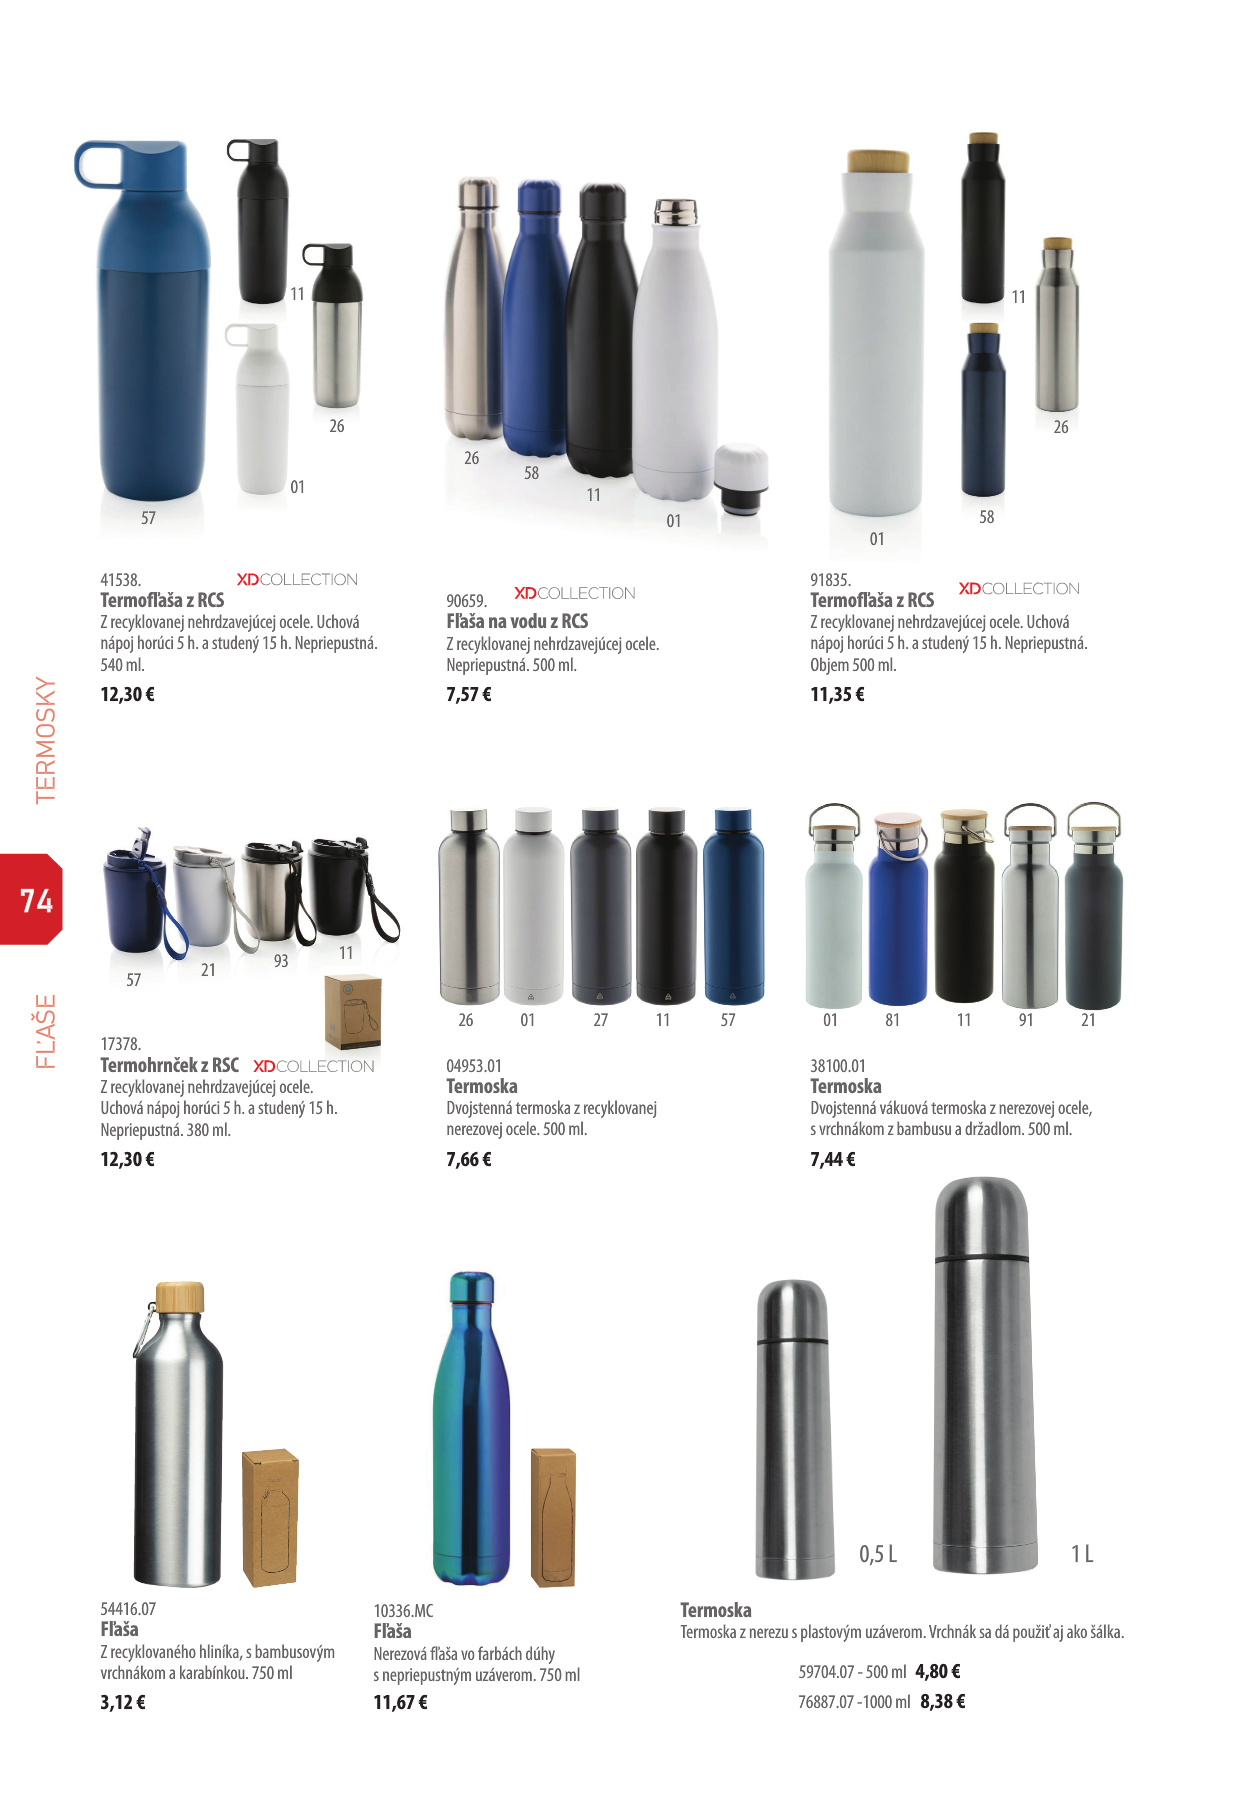 11
26
01
57
26
58
11
01
11
26
58
01
41538.
XDCOLLECTION
Termofľaša z RCS
Z recyklovanej nehrdzavejúcej ocele. Uchová
nápoj horúci 5 h. a studený 15 h. Nepriepustná.
540 ml.
12,30 €
90659.
XDCOLLECTION
Fľaša na vodu z RCS
Z recyklovanej nehrdzavejúcej ocele.
Nepriepustná. 500 ml.
7,57 €
91835.
XDCOLLECTION
Termofľaša z RCS
Z recyklovanej nehrdzavejúcej ocele. Uchová
nápoj horúci 5 h. a studený 15 h. Nepriepustná.
Objem 500 ml.
11,35 €
TERMOSKY
74
FĽAŠE
57
21
93
11
17378.
Termohrnček z RSC
XDCOLLECTION
Z recyklovanej nehrdzavejúcej ocele.
Uchová nápoj horúci 5 h. a studený 15 h.
Nepriepustná. 380 ml.
12,30 €
26
01
27
11
57
04953.01
Termoska
Dvojstenná termoska z recyklovanej
nerezovej ocele. 500 ml.
7,66 €
01
81
11
91
21
38100.01
Termoska
Dvojstenná vákuová termoska z nerezovej ocele,
s vrchnákom z bambusu a držadlom. 500 ml.
7,44 €
54416.07
Fľaša
Z recyklovaného hliníka, s bambusovým
vrchnákom a karabínkou. 750 ml
3,12 €
10336.MC
Fľaša
Nerezová fľaša vo farbách dúhy
s nepriepustným uzáverom. 750 ml
11,67 €
0,5 L
1 L
Termoska
Termoska z nerezu s plastovým uzáverom. Vrchnák sa dá použiť aj ako šálka.
59704.07 - 500 ml 4,80 €
76887.07 -1000 ml 8,38 €